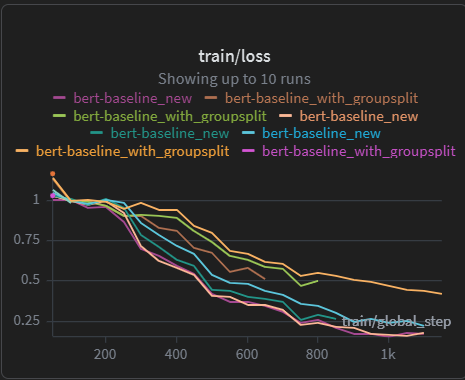 train/loss
Showing up to 10 runs
bert-baseline_new bert-baseline_with_groupsplit
bert-baseline_with_groupsplit bert-baseline_new
bert-baseline_new bert-baseline_new
bert-baseline_with_groupsplit bert-baseline_with_groupsplit
1
0.75
0.5
0.25
train/global_step
200 400 600 800 1k